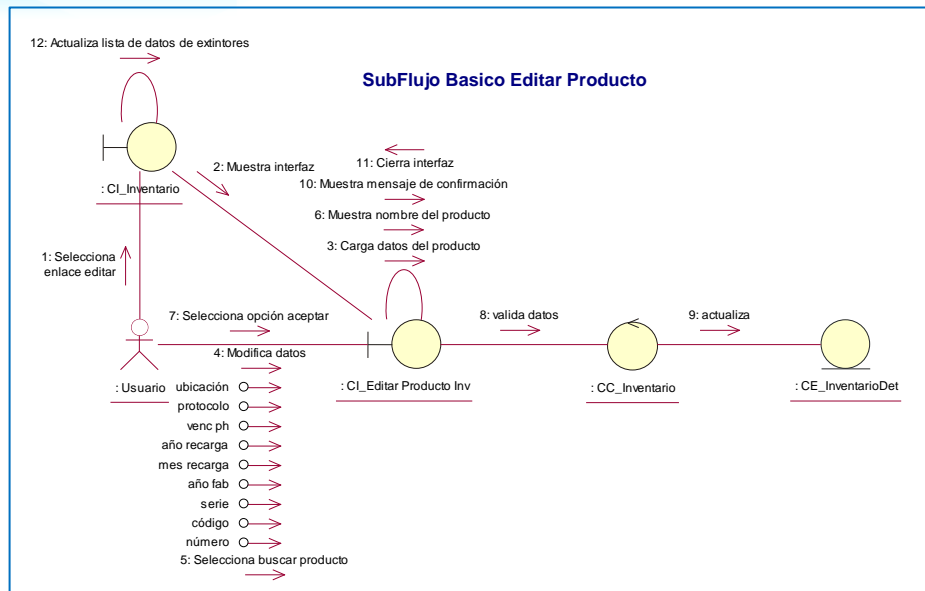 12: Actualiza lista de datos de extintores
SubFlujo Basico Editar Producto
: CI_Inventario
2: Muestra interfaz
11: Cierra interfaz
10: Muestra mensaje de confirmación
6: Muestra nombre del producto
3: Carga datos del producto
1: Selecciona
enlace editar
7: Selecciona opción aceptar
8: valida datos
9: actualiza
4: Modifica datos
: Usuario
: CI_Editar Producto Inv
: CC_Inventario
: CE_InventarioDet
ubicación
protocolo
venc ph
año recarga
mes recarga
año fab
serie
código
número
5: Selecciona buscar producto